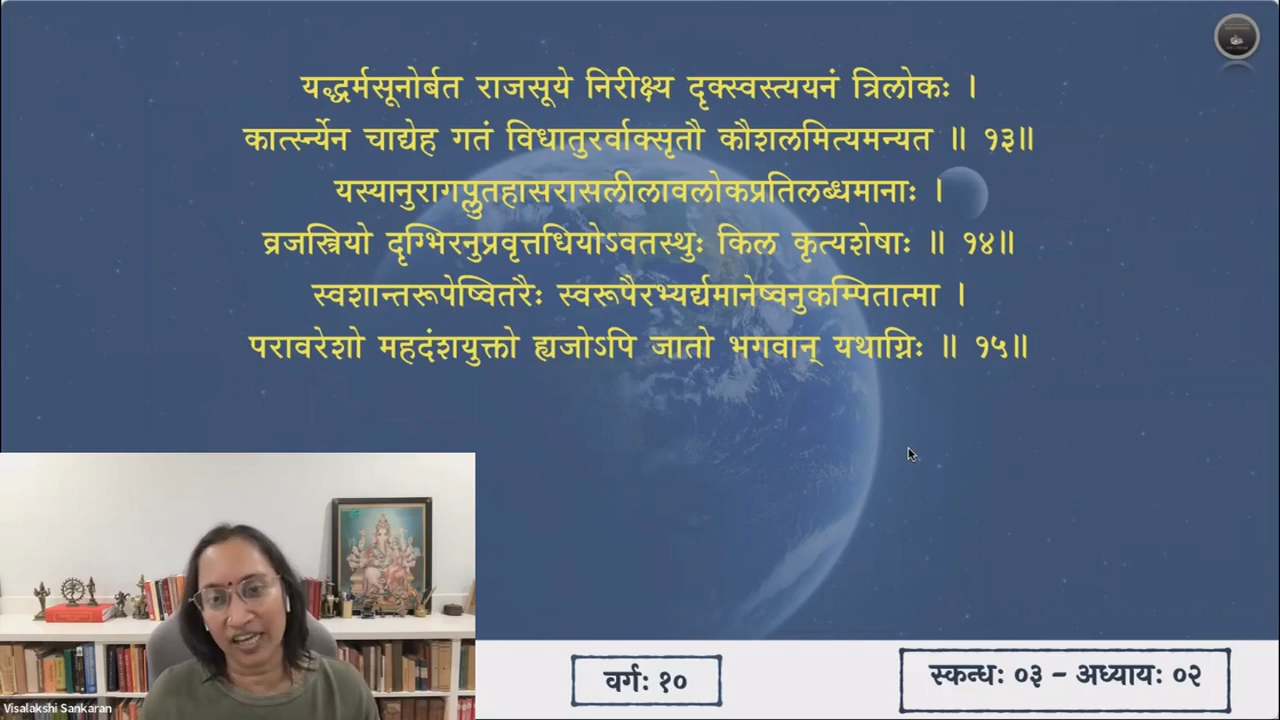 यद्धर्मसूनोर्बत राजसूये निरीक्ष्य दृक्स्वस्त्ययनं त्रिलोकः ।
कार्त्स्न्येन चाद्येह गतं विधातुरर्वाक्सृतौ कौशलमित्यमन्यत ॥ १३॥
यस्यानुरागप्लुतहासरासलीलावलोकप्रतिलब्धमानाः ।
व्रजस्त्रियो दृग्भिरनुप्रवृत्तधियोऽवतस्थुः किल कृत्यशेषाः ॥ १४॥
स्वशान्तरूपेष्वितरैः स्वरूपैरभ्यर्द्यमानेष्वनुकम्पितात्मा ।
परावरेशो महदंशयुक्तो ह्यजोऽपि जातो भगवान् यथाग्निः ॥ १५॥
वर्गः १०
स्कन्धः ०३ - अध्यायः ०२
Visalakshi Sankaran